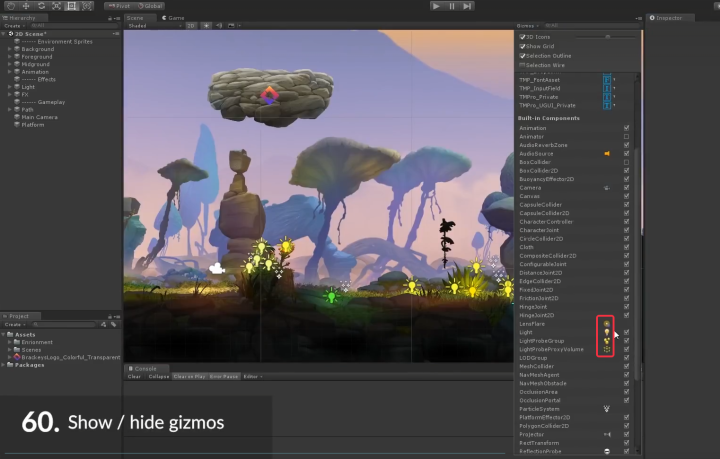 Pivot Global
Hierarchy
Create
2D Scene*
------ Environment Sprites
Background
Foreground
Midground
Animation
------ Effects
Light
FX
------ Gameplay
Path
Main Camera
Platform
Scene Game
Shaded 2D
Gizmos
3D Icons
Show Grid
Selection Outline
Selection Wire
TMP_FontAsset
TMP_InputField
TMPro_Private
TMPro_UGUI_Private
Built-in Components
Animation
Animator
AudioReverbZone
AudioSource
BoxCollider
BoxCollider2D
BuoyancyEffector2D
Camera
Canvas
CapsuleCollider
CapsuleCollider2D
CharacterController
CharacterJoint
CircleCollider2D
Cloth
CompositeCollider2D
ConfigurableJoint
DistanceJoint2D
EdgeCollider2D
FixedJoint2D
FrictionJoint2D
HingeJoint
HingeJoint2D
LensFlare
Light
LightProbeGroup
LightProbeProxyVolume
LODGroup
MeshCollider
NavMeshAgent
NavMeshObstacle
OcclusionArea
OcclusionPortal
ParticleSystem
PlatformEffector2D
PolygonCollider2D
Projector
RectTransform
ReflectionProbe
Inspector
Project
Create
Assets
Enrionment
Scenes
BradleysLogo_Colorful_Transparent
Packages
Console
Clear Collapse Clear on Play Error Pause Editor
60. Show / hide gizmos